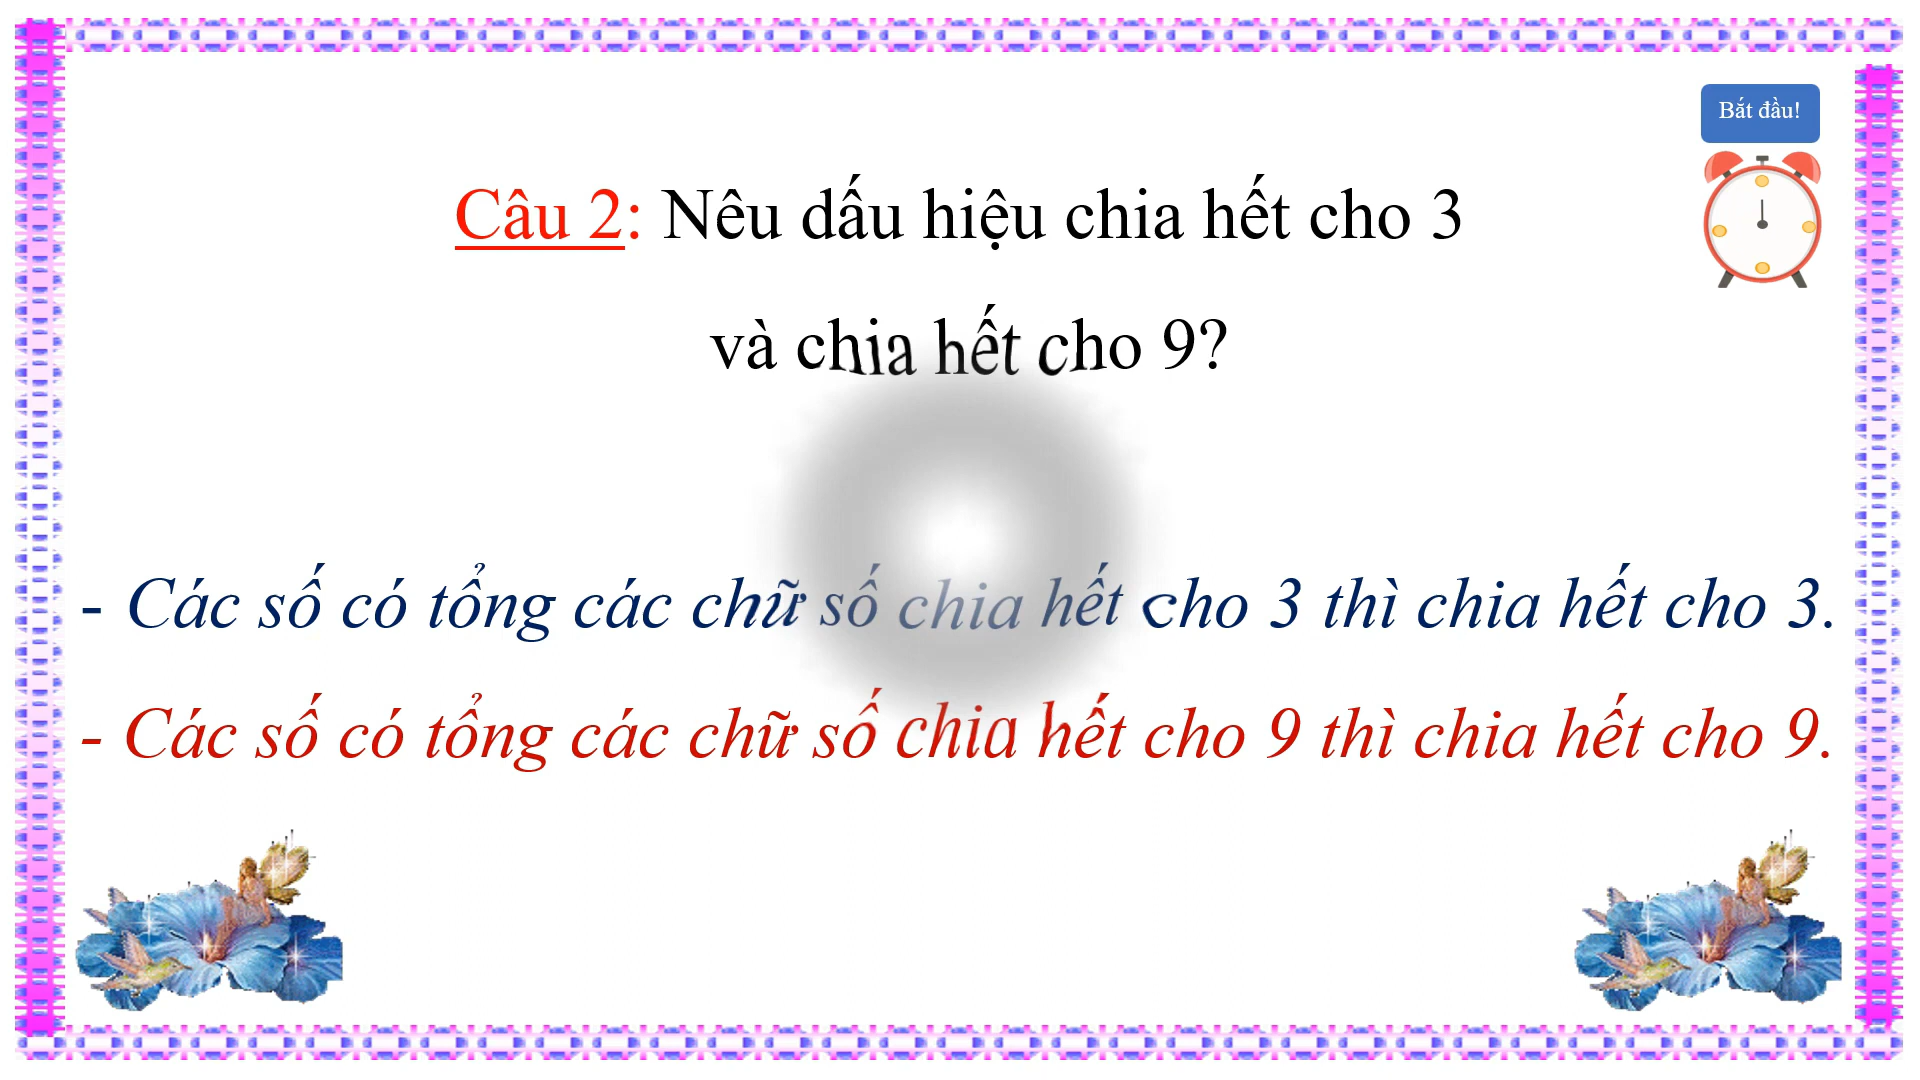 Bắt đầu!
Câu 2: Nêu dấu hiệu chia hết cho 3
và chia hết cho 9?
- Các số có tổng các chữ số chia hết cho 3 thì chia hết cho 3.
- Các số có tổng các chữ số chia hết cho 9 thì chia hết cho 9.